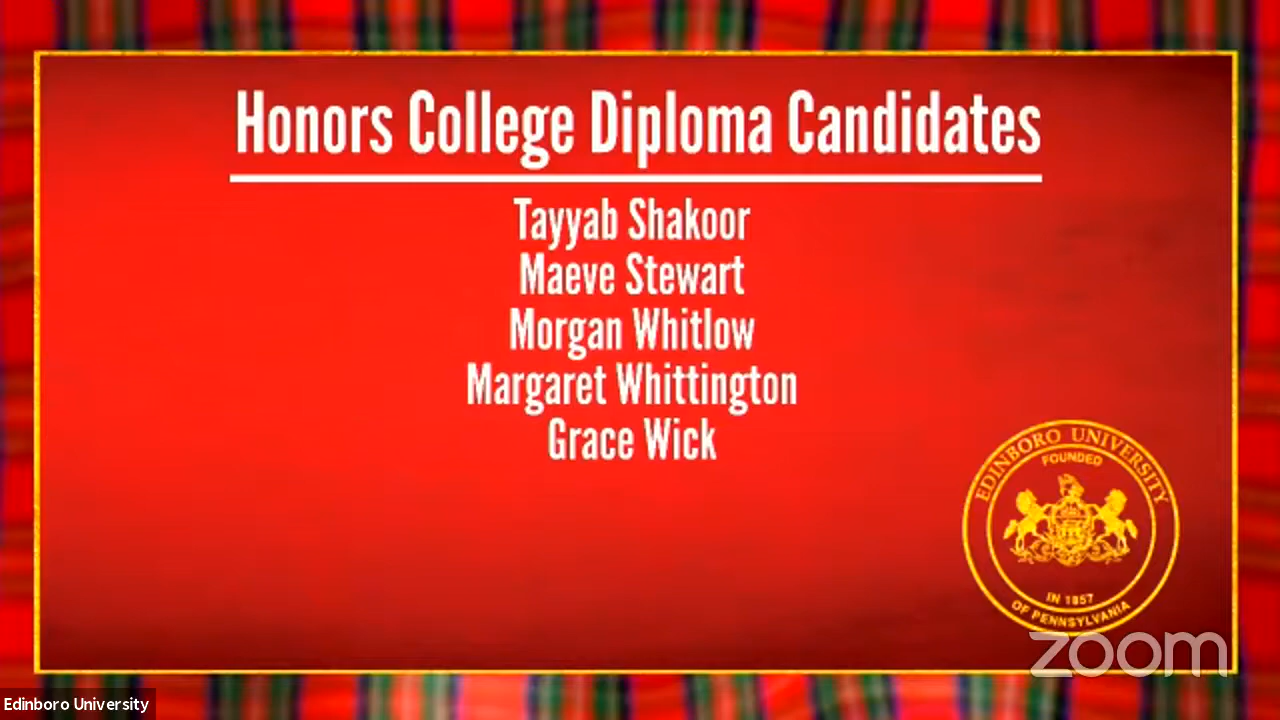 Honors College Diploma Candidates
Tayyab Shakoor
Maeve Stewart
Morgan Whitlow
Margaret Whittington
Grace Wick
EDINBORO UNIVERSITY
FOUNDED
IN 1857
OF PENNSYLVANIA
zoom
Edinboro University